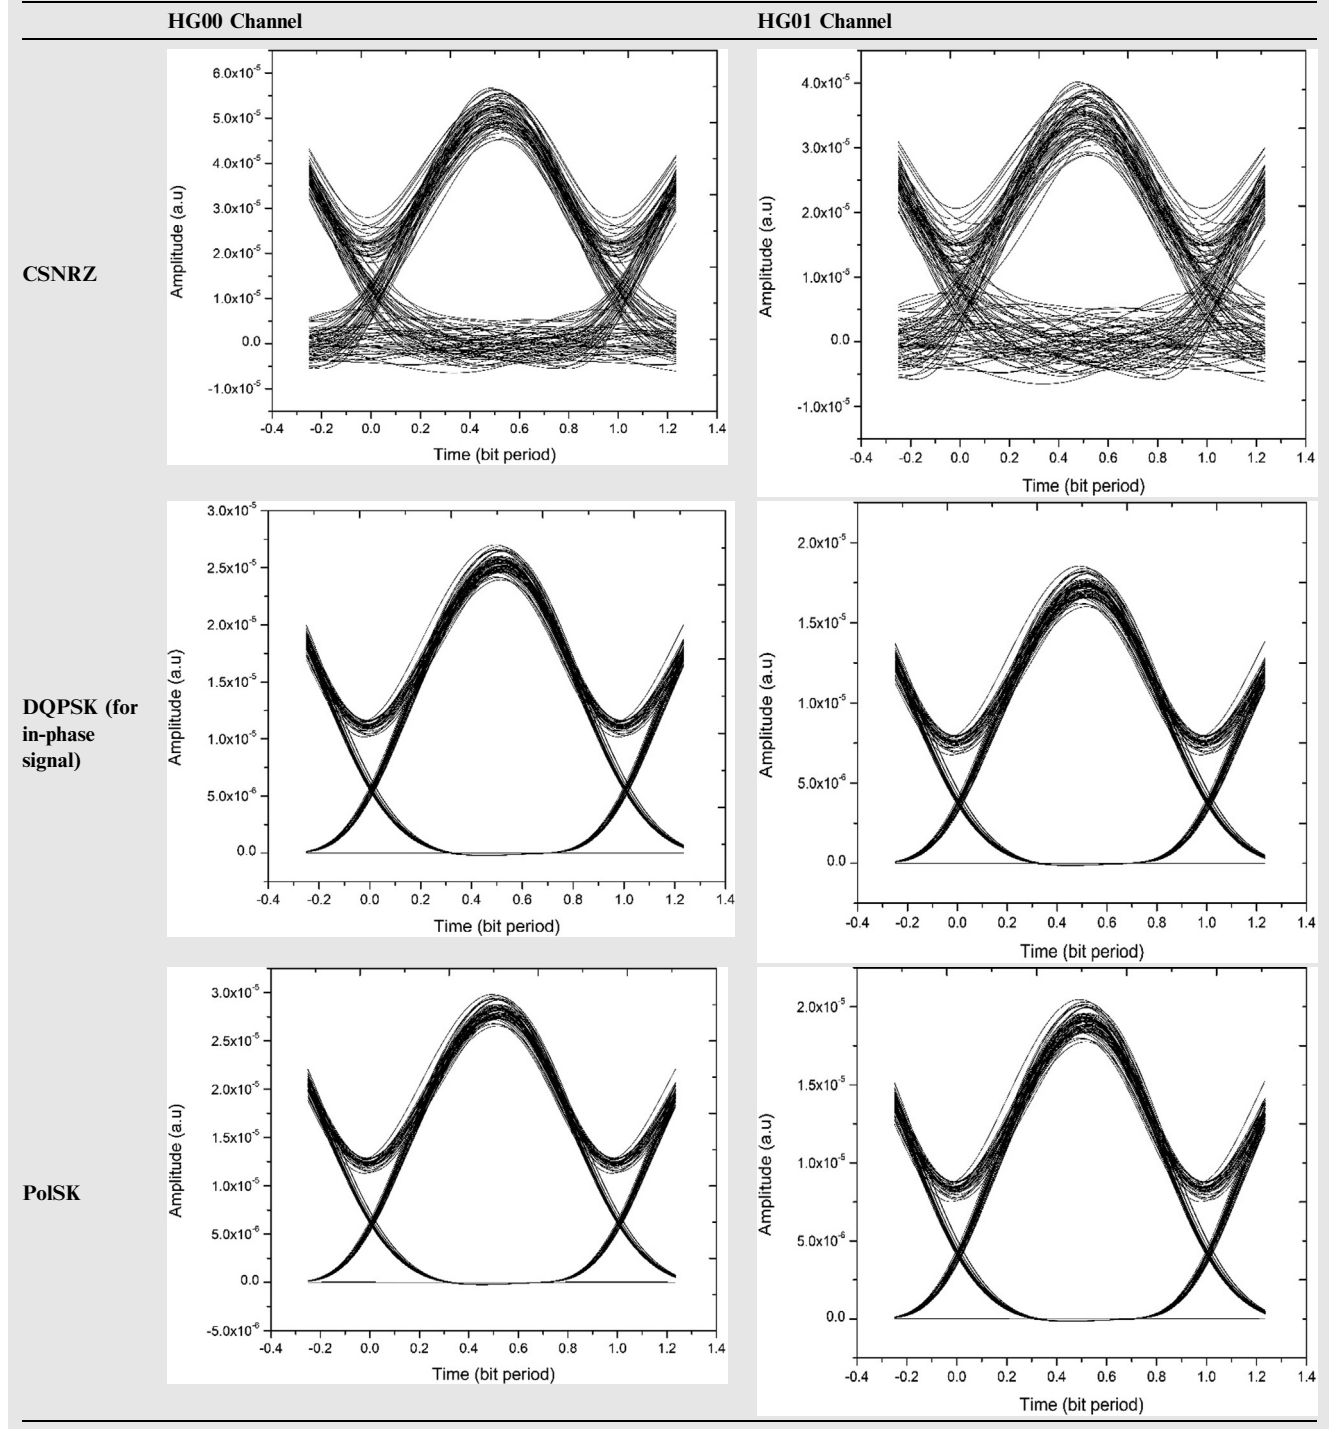 HG00 Channel
HG01 Channel
CSNRZ
6.0x10⁻⁵
5.0x10⁻⁵
4.0x10⁻⁵
3.0x10⁻⁵
2.0x10⁻⁵
1.0x10⁻⁵
0.0
-1.0x10⁻⁵
Amplitude (a.u)
-0.4 -0.2 0.0 0.2 0.4 0.6 0.8 1.0 1.2 1.4
Time (bit period)
4.0x10⁻⁵
3.0x10⁻⁵
2.0x10⁻⁵
1.0x10⁻⁵
0.0
-1.0x10⁻⁵
Amplitude (a.u)
-0.4 -0.2 0.0 0.2 0.4 0.6 0.8 1.0 1.2 1.4
Time (bit period)
DQPSK (for
in-phase
signal)
3.0x10⁻⁵
2.5x10⁻⁵
2.0x10⁻⁵
1.5x10⁻⁵
1.0x10⁻⁵
5.0x10⁻⁶
0.0
Amplitude (a.u)
-0.4 -0.2 0.0 0.2 0.4 0.6 0.8 1.0 1.2 1.4
Time (bit period)
2.0x10⁻⁵
1.5x10⁻⁵
1.0x10⁻⁵
5.0x10⁻⁶
0.0
Amplitude (a.u)
-0.4 -0.2 0.0 0.2 0.4 0.6 0.8 1.0 1.2 1.4
Time (bit period)
PolSK
3.0x10⁻⁵
2.5x10⁻⁵
2.0x10⁻⁵
1.5x10⁻⁵
1.0x10⁻⁵
5.0x10⁻⁶
0.0
-5.0x10⁻⁶
Amplitude (a.u)
-0.4 -0.2 0.0 0.2 0.4 0.6 0.8 1.0 1.2 1.4
Time (bit period)
2.0x10⁻⁵
1.5x10⁻⁵
1.0x10⁻⁵
5.0x10⁻⁶
0.0
Amplitude (a.u)
-0.4 -0.2 0.0 0.2 0.4 0.6 0.8 1.0 1.2 1.4
Time (bit period)